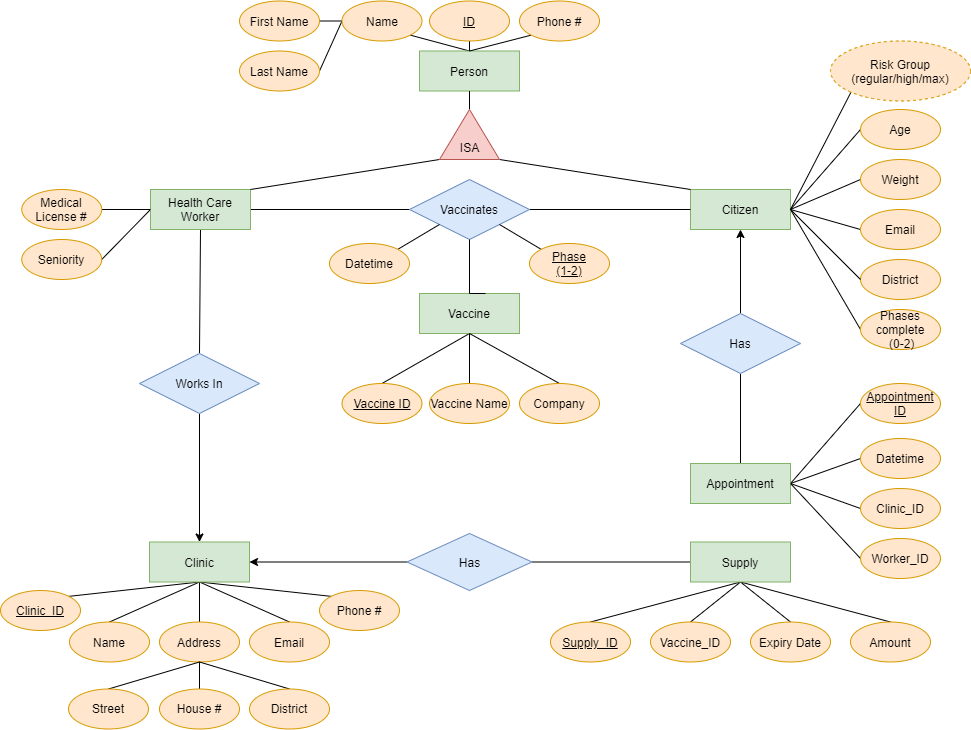 First Name
Name
ID
Phone #
Last Name
Person
Risk Group
(regular/high/max)
ISA
Age
Weight
Medical
License #
Health Care
Worker
Vaccinates
Citizen
Email
Seniority
Datetime
Phase
(1-2)
District
Vaccine
Phases
complete
(0-2)
Has
Works In
Vaccine ID
Vaccine Name
Company
Appointment
ID
Datetime
Appointment
Clinic_ID
Worker_ID
Clinic
Has
Supply
Clinic_ID
Phone #
Name
Address
Email
Supply_ID
Vaccine_ID
Expiry Date
Amount
Street
House #
District